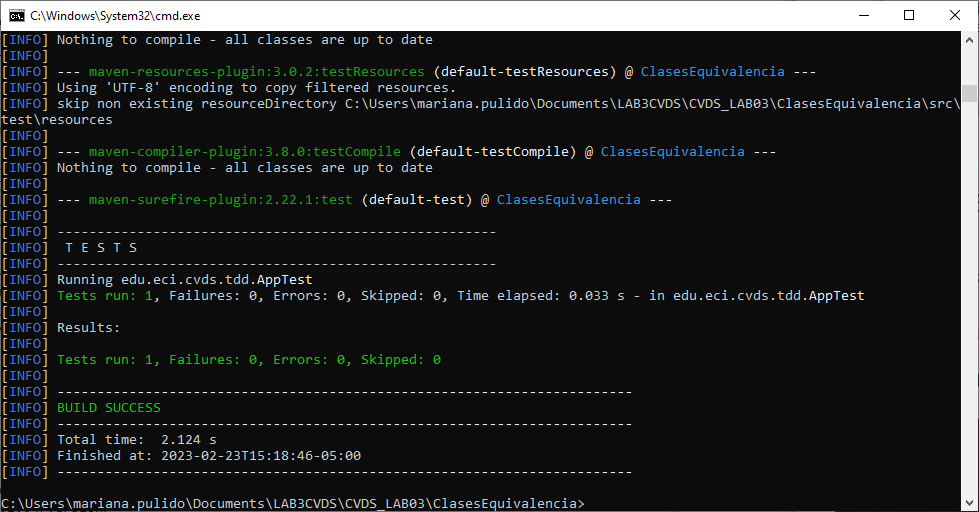 C:\Windows\System32\cmd.exe
[INFO] Nothing to compile - all classes are up to date
[INFO]
[INFO] --- maven-resources-plugin:3.0.2:testResources (default-testResources) @ ClasesEquivalencia ---
[INFO] Using 'UTF-8' encoding to copy filtered resources.
[INFO] skip non existing resourceDirectory C:\Users\mariana.pulido\Documents\LAB3CVDS\CVDS_LAB03\ClasesEquivalencia\src\
test\resources
[INFO]
[INFO] --- maven-compiler-plugin:3.8.0:testCompile (default-testCompile) @ ClasesEquivalencia ---
[INFO] Nothing to compile - all classes are up to date
[INFO]
[INFO] --- maven-surefire-plugin:2.22.1:test (default-test) @ ClasesEquivalencia ---
[INFO]
[INFO] -------------------------------------------------------
[INFO]  T E S T S
[INFO] -------------------------------------------------------
[INFO] Running edu.eci.cvds.tdd.AppTest
[INFO] Tests run: 1, Failures: 0, Errors: 0, Skipped: 0, Time elapsed: 0.033 s - in edu.eci.cvds.tdd.AppTest
[INFO]
[INFO] Results:
[INFO]
[INFO] Tests run: 1, Failures: 0, Errors: 0, Skipped: 0
[INFO]
[INFO] ------------------------------------------------------------------------
[INFO] BUILD SUCCESS
[INFO] ------------------------------------------------------------------------
[INFO] Total time:  2.124 s
[INFO] Finished at: 2023-02-23T15:18:46-05:00
[INFO] ------------------------------------------------------------------------
C:\Users\mariana.pulido\Documents\LAB3CVDS\CVDS_LAB03\ClasesEquivalencia>